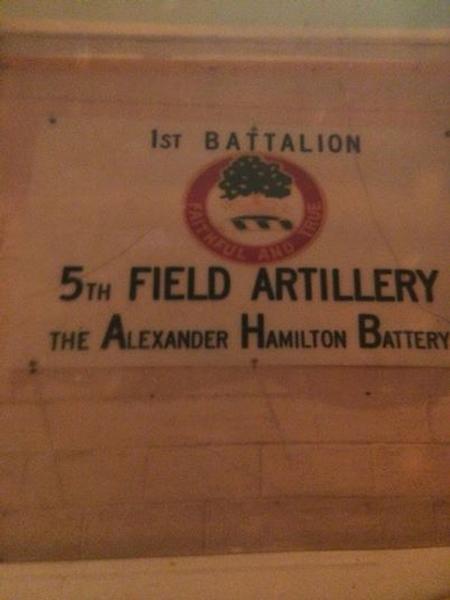 1ST BATTALION
FAITHFUL AND TRUE
5TH FIELD ARTILLERY
THE ALEXANDER HAMILTON BATTERY